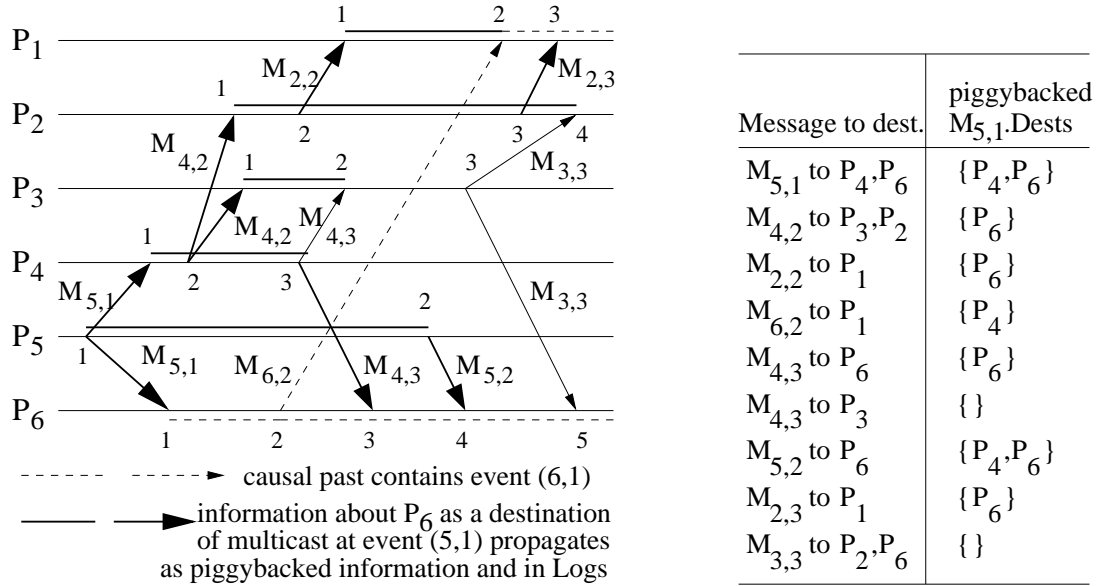 1 2 3
P1
M2,2 M2,3
1
P2
2 3 4
M4,2 1 2 3 M3,3
P3
M4,2 M4,3
1
P4
2 3
M5,1 2 M3,3
P5
1 M5,1 M6,2 M4,3 M5,2
P6
1 2 3 4 5
causal past contains event (6,1)
information about P6 as a destination
of multicast at event (5,1) propagates
as piggybacked information and in Logs
piggybacked
Message to dest. M5,1.Dests
M5,1 to P4,P6 {P4,P6}
M4,2 to P3,P2 {P6}
M2,2 to P1 {P6}
M6,2 to P1 {P4}
M4,3 to P6 {P6}
M4,3 to P3 { }
M5,2 to P6 {P4,P6}
M2,3 to P1 {P6}
M3,3 to P2,P6 { }